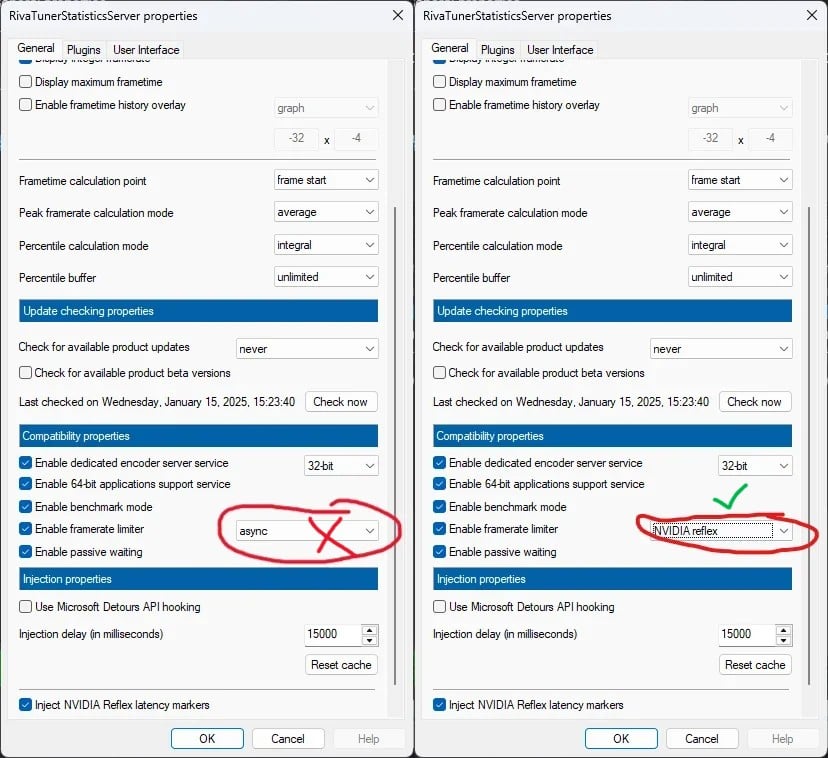 RivaTunerStatisticsServer properties
General Plugins User Interface
Display integer framerate
Display maximum frametime
Enable frametime history overlay graph
-32 x -4
Frametime calculation point frame start
Peak framerate calculation mode average
Percentile calculation mode integral
Percentile buffer unlimited
Update checking properties
Check for available product updates never
Check for available product beta versions
Last checked on Wednesday, January 15, 2025, 15:23:40 Check now
Compatibility properties
Enable dedicated encoder server service 32-bit
Enable 64-bit applications support service
Enable benchmark mode
Enable framerate limiter async
Enable passive waiting
Injection properties
Use Microsoft Detours API hooking
Injection delay (in milliseconds) 15000
Reset cache
Inject NVIDIA Reflex latency markers
OK Cancel Help
RivaTunerStatisticsServer properties
General Plugins User Interface
Display integer framerate
Display maximum frametime
Enable frametime history overlay graph
-32 x -4
Frametime calculation point frame start
Peak framerate calculation mode average
Percentile calculation mode integral
Percentile buffer unlimited
Update checking properties
Check for available product updates never
Check for available product beta versions
Last checked on Wednesday, January 15, 2025, 15:23:40 Check now
Compatibility properties
Enable dedicated encoder server service 32-bit
Enable 64-bit applications support service
Enable benchmark mode
Enable framerate limiter NVIDIA reflex
Enable passive waiting
Injection properties
Use Microsoft Detours API hooking
Injection delay (in milliseconds) 15000
Reset cache
Inject NVIDIA Reflex latency markers
OK Cancel Help